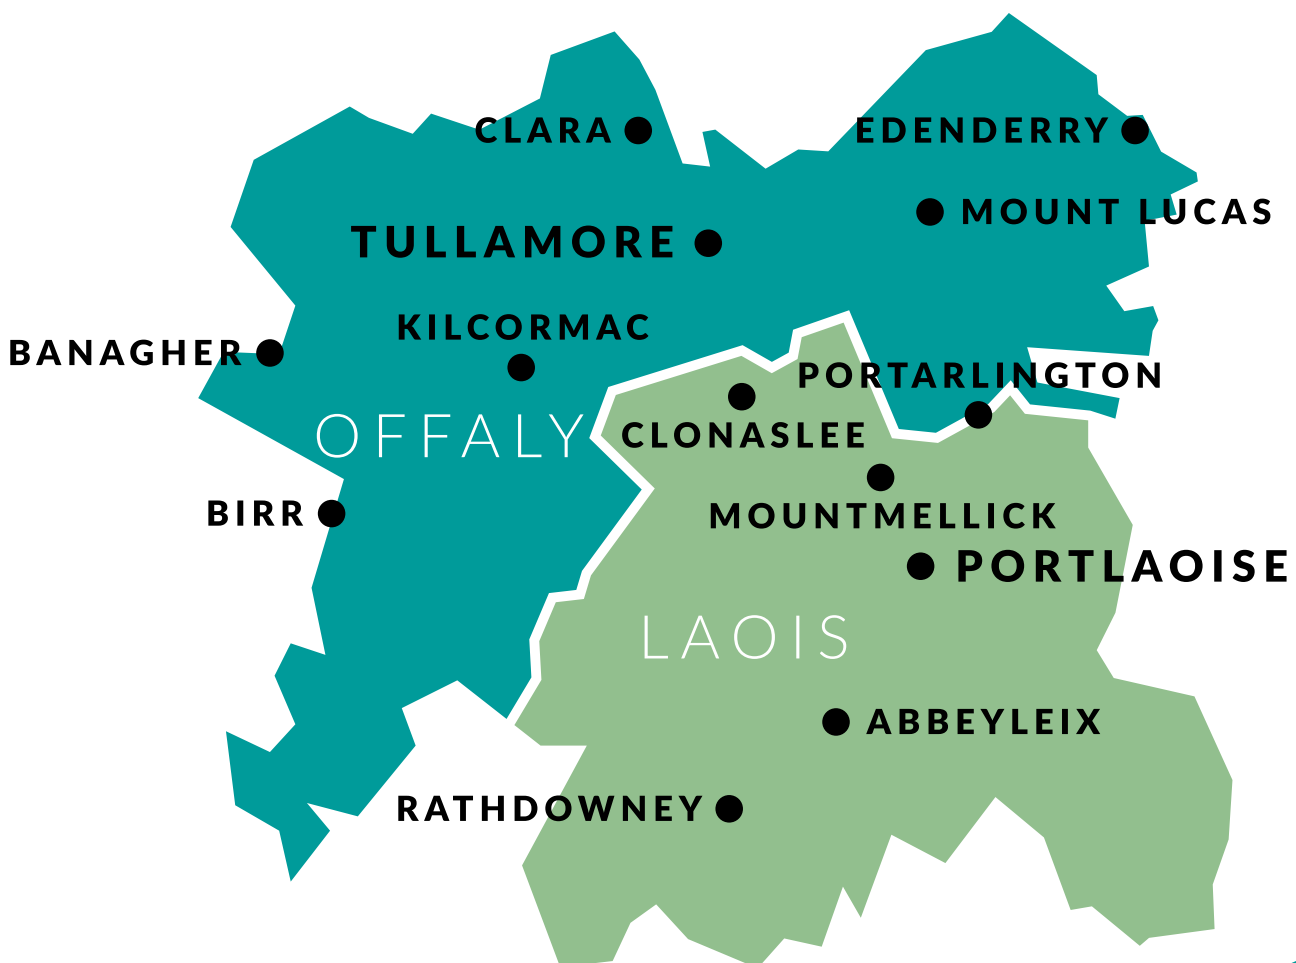 CLARA
EDENDERRY
MOUNT LUCAS
TULLAMORE
KILCORMAC
BANAGHER
PORTARLINGTON
OFFALY
CLONASLEE
BIRR
MOUNTMELLICK
PORTLAOISE
LAOIS
ABBEYLEIX
RATHDOWNEY